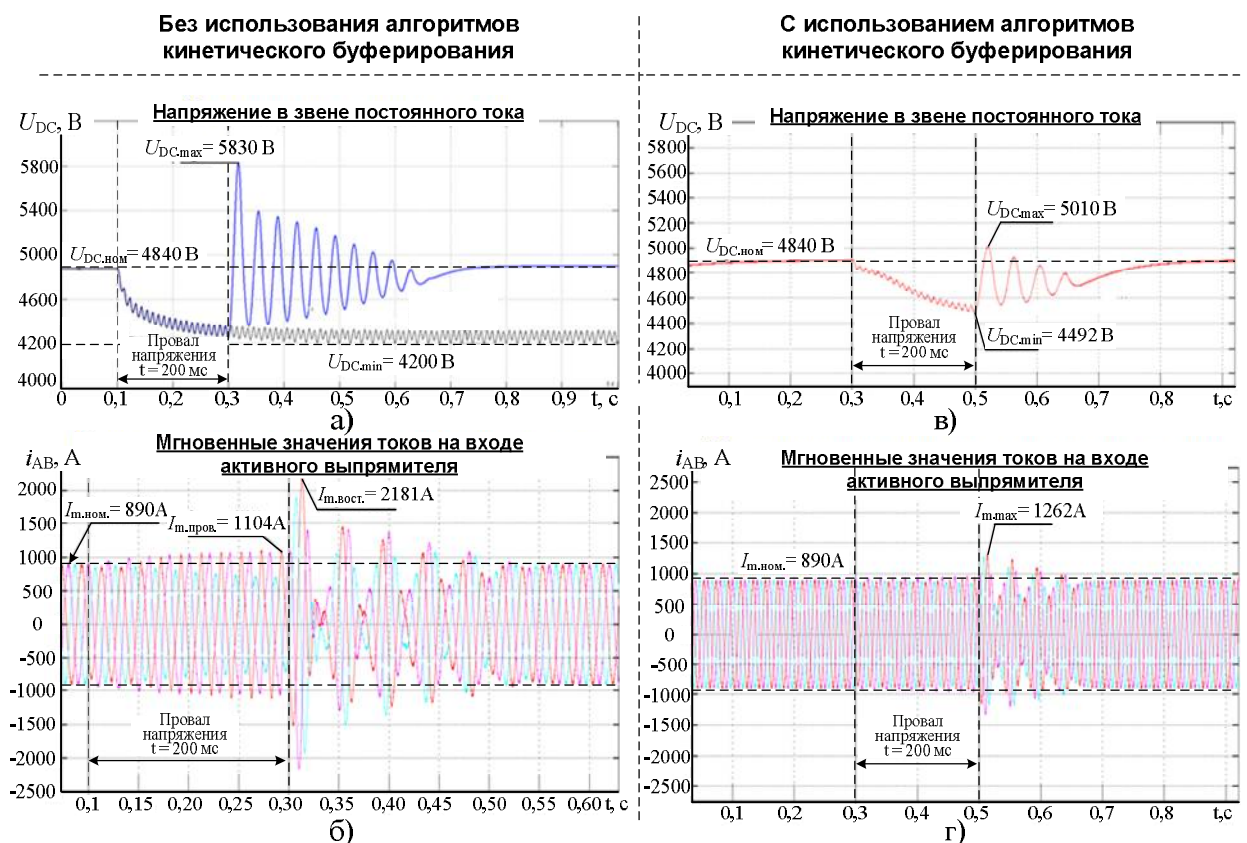 Без использования алгоритмов
кинетического буферирования
С использованием алгоритмов
кинетического буферирования
Напряжение в звене постоянного тока
UDC, В
UDC.max = 5830 В
UDC.ном = 4840 В
5800
5400
5000
4600
4200
4000
Провал
напряжения
t = 200 мс
UDC.min = 4200 В
0 0,1 0,2 0,3 0,4 0,5 0,6 0,7 0,8 0,9 t, с
а)
Напряжение в звене постоянного тока
UDC, В
5800
5600
5400
5200
5000
4800
4600
4400
4200
4000
UDC.max = 5010 В
UDC.ном = 4840 В
Провал
напряжения
t = 200 мс
UDC.min = 4492 В
0,1 0,2 0,3 0,4 0,5 0,6 0,7 0,8 t, с
в)
Мгновенные значения токов на входе
активного выпрямителя
iAB, А
2000
1500
1000
500
0
-500
-1000
-1500
-2000
-2500
Im.вост. = 2181А
Im.ном. = 890А
Im.пров. = 1104А
Провал
напряжения
t = 200 мс
0,1 0,15 0,20 0,25 0,30 0,35 0,40 0,45 0,50 0,55 0,60 t, с
б)
Мгновенные значения токов на входе
активного выпрямителя
iAB, А
2500
2000
1500
1000
500
0
-500
-1000
-1500
-2000
-2500
Im.max = 1262А
Im.ном. = 890А
Провал
напряжения
t = 200 мс
0,1 0,2 0,3 0,4 0,5 0,6 0,7 0,8 t, с
г)